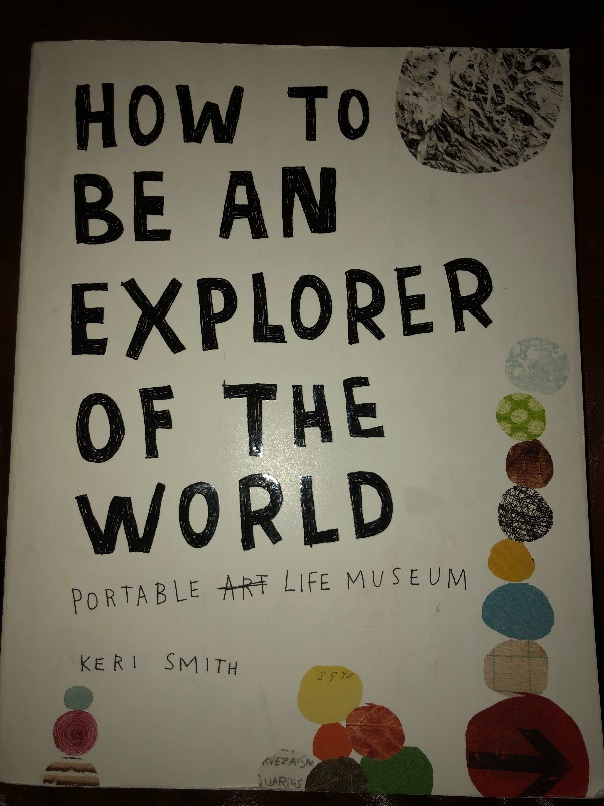 HOW TO
BE AN
EXPLORER
OF THE
WORLD
PORTABLE ART LIFE MUSEUM
KERI SMITH